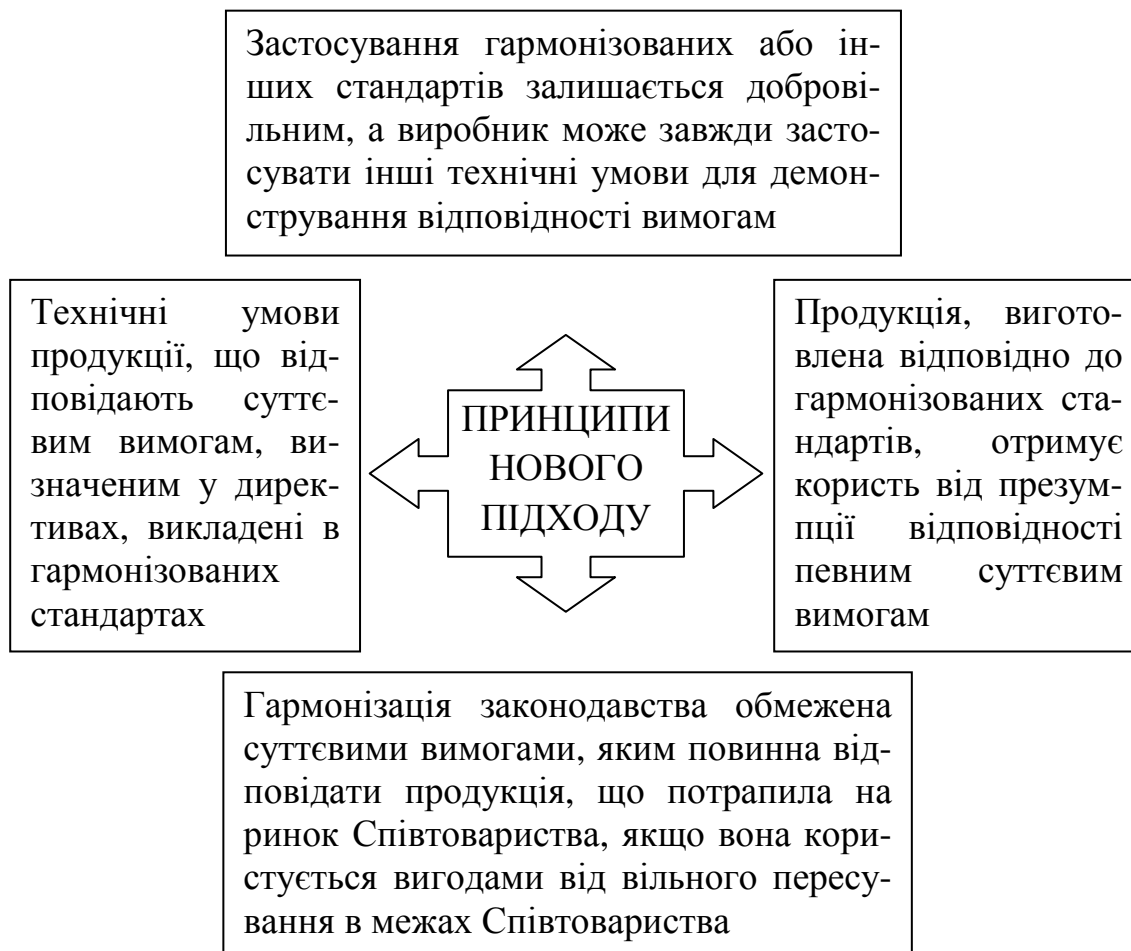 Застосування гармонізованих або ін-
ших стандартів залишається доброві-
льним, а виробник може завжди засто-
сувати інші технічні умови для демон-
стрування відповідності вимогам
Технічні умови
продукції, що від-
повідають суттє-
вим вимогам, ви-
значеним у дирек-
тивах, викладені в
гармонізованих
стандартах
ПРИНЦИПИ
НОВОГО
ПІДХОДУ
Продукція, вигото-
влена відповідно до
гармонізованих ста-
ндартів, отримує
користь від презум-
пції відповідності
певним суттєвим
вимогам
Гармонізація законодавства обмежена
суттєвими вимогами, яким повинна від-
повідати продукція, що потрапила на
ринок Співтовариства, якщо вона кори-
стується вигодами від вільного пересу-
вання в межах Співтовариства